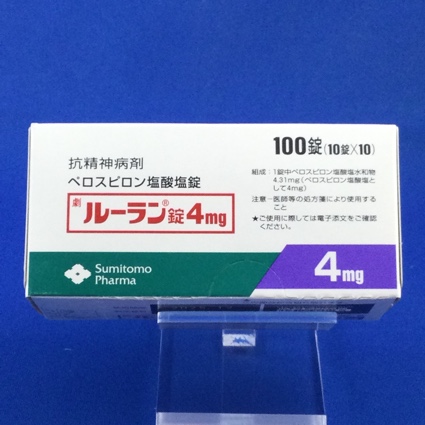 100錠(10錠×10)
抗精神病剤
ペロスピロン塩酸塩錠
劇 ルーラン®錠4mg
組成:1錠中ペロスピロン塩酸塩水和物
4.31mg(ペロスピロン塩酸塩と
して4mg)
注意-医師等の処方箋により使用する
こと
★ご使用に際しては電子添文をご確認
ください。
Sumitomo
Pharma
4mg